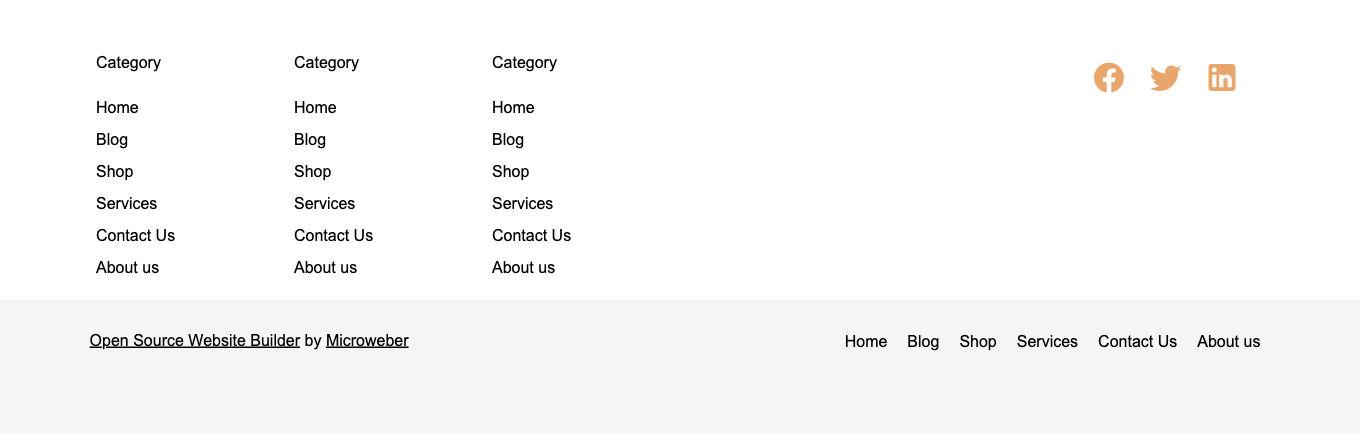 Category
Home
Blog
Shop
Services
Contact Us
About us
Category
Home
Blog
Shop
Services
Contact Us
About us
Category
Home
Blog
Shop
Services
Contact Us
About us
Open Source Website Builder by Microweber
Home Blog Shop Services Contact Us About us